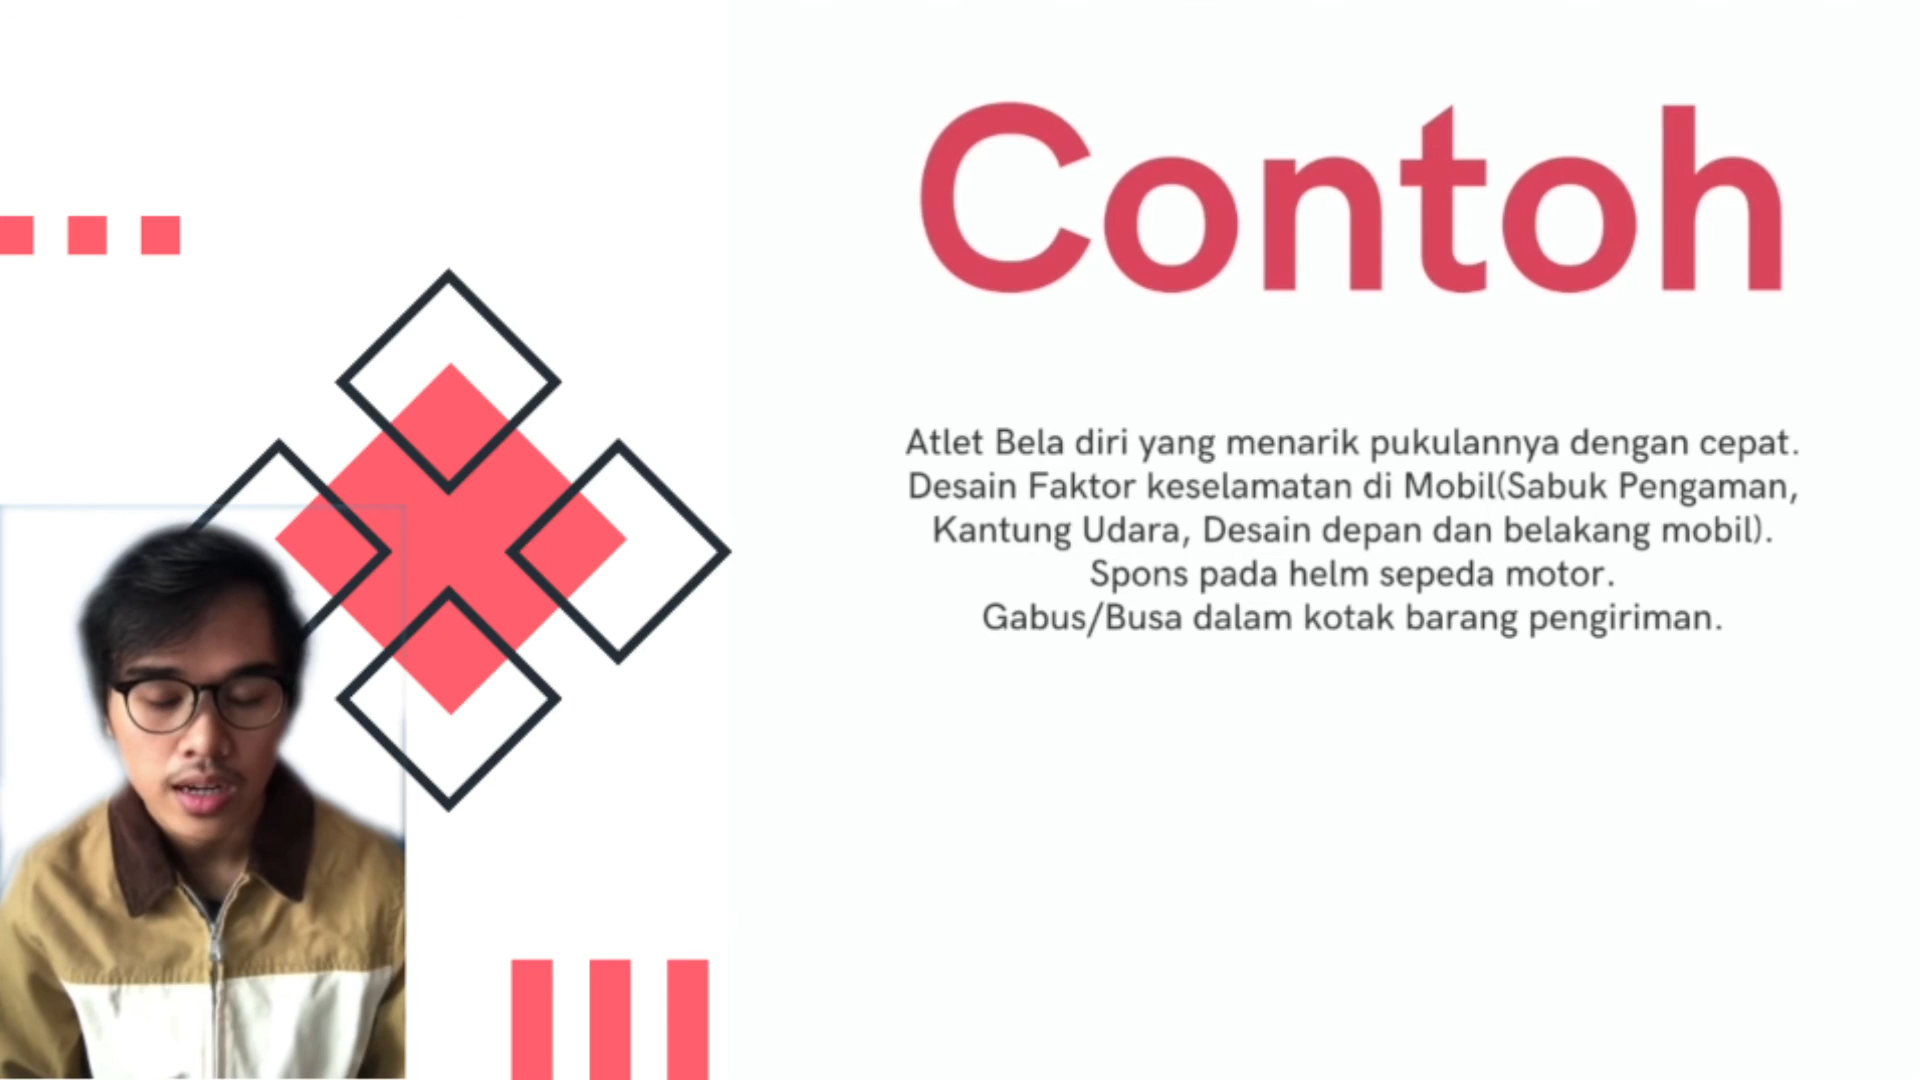 Contoh
Atlet Bela diri yang menarik pukulannya dengan cepat.
Desain Faktor keselamatan di Mobil(Sabuk Pengaman,
Kantung Udara, Desain depan dan belakang mobil).
Spons pada helm sepeda motor.
Gabus/Busa dalam kotak barang pengiriman.